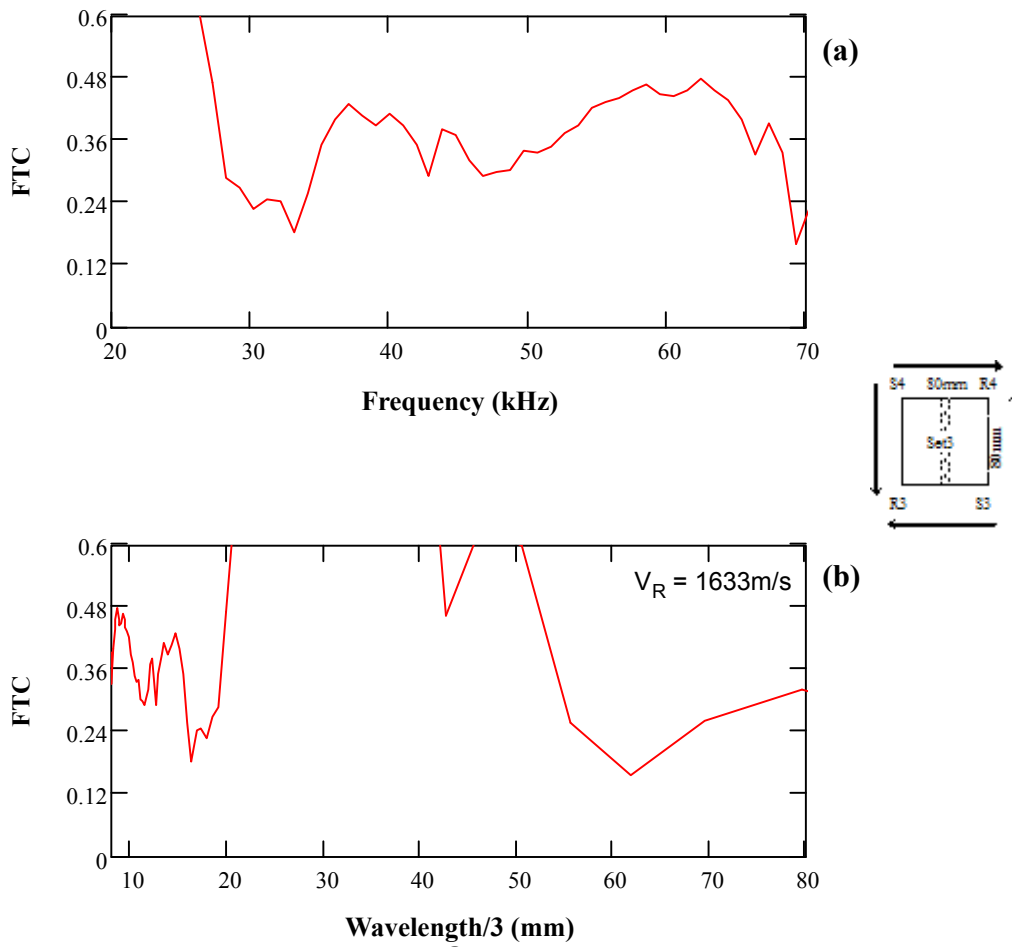 (a)
0.6
0.48
0.36
0.24
0.12
0
FTC
20 30 40 50 60 70
Frequency (kHz)
S4 80mm R4
Set3
80mm
R3 S3
(b)
V_R = 1633m/s
0.6
0.48
0.36
0.24
0.12
0
FTC
10 20 30 40 50 60 70 80
Wavelength/3 (mm)